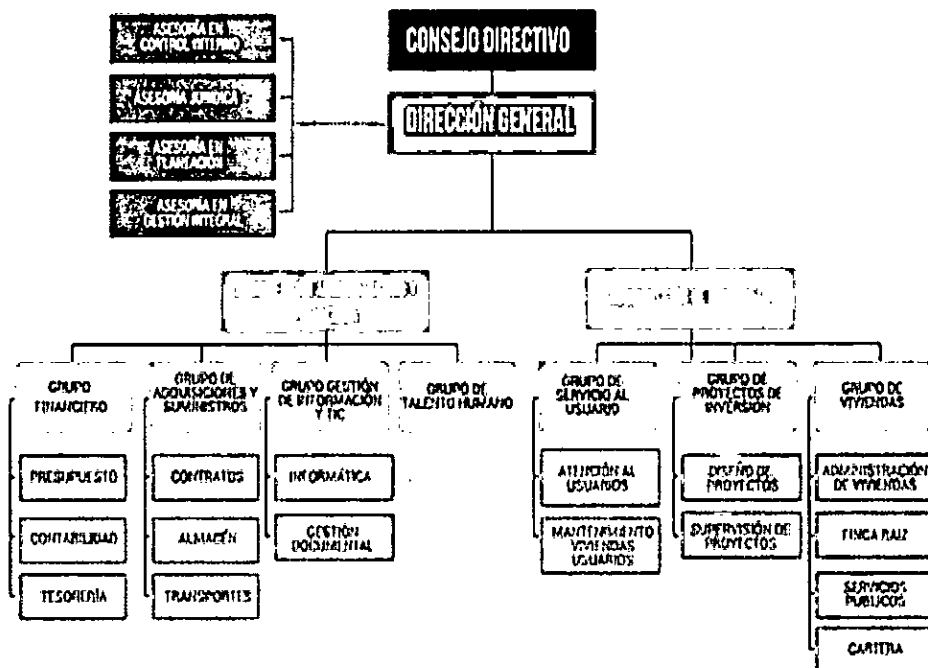 ASESORÍA EN
CONTROL INTERNO
CONSEJO DIRECTIVO
ASESORÍA JURÍDICA
DIRECCIÓN GENERAL
ASESORÍA EN
PLANEACIÓN
ASESORÍA EN
GESTIÓN INTEGRAL
GRUPO
FINANCIERO
GRUPO DE
ADQUISICIONES Y
SUMINISTROS
GRUPO GESTIÓN
DE INFORMACIÓN
Y TIC
GRUPO DE
TALENTO HUMANO
GRUPO DE
SERVICIO AL
USUARIO
GRUPO DE
PROYECTOS DE
INVERSIÓN
GRUPO DE
VIVIENDAS
PRESUPUESTO
CONTRATOS
INFORMÁTICA
ATENCIÓN AL
USUARIOS
DISEÑO DE
PROYECTOS
ADMINISTRACIÓN
DE VIVIENDAS
CONTABILIDAD
ALMACÉN
GESTIÓN
DOCUMENTAL
MANTENIMIENTO
VIVIENDAS
USUARIOS
SUPERVISIÓN DE
PROYECTOS
FINCA RAIZ
TESORERÍA
TRANSPORTES
SERVICIOS
PUBLICOS
CARTERA